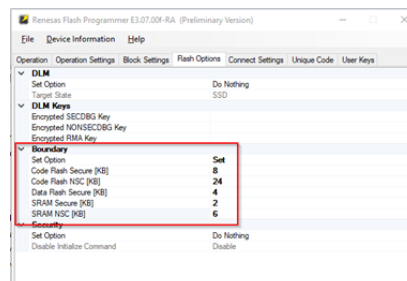 Renesas Flash Programmer E3.07.00f-RA (Preliminary Version)
File Device Information Help
Operation Operation Settings Block Settings Flash Options Connect Settings Unique Code User Keys
DLM
Set Option Do Nothing
Target State SSD
DLM Keys
Encrypted SECDBG Key
Encrypted NONSECDBG Key
Encrypted RMA Key
Boundary
Set Option Set
Code Flash Secure [KB] 8
Code Flash NSC [KB] 24
Data Flash Secure [KB] 4
SRAM Secure [KB] 2
SRAM NSC [KB] 6
Security
Set Option Do Nothing
Disable Initialize Command Disable